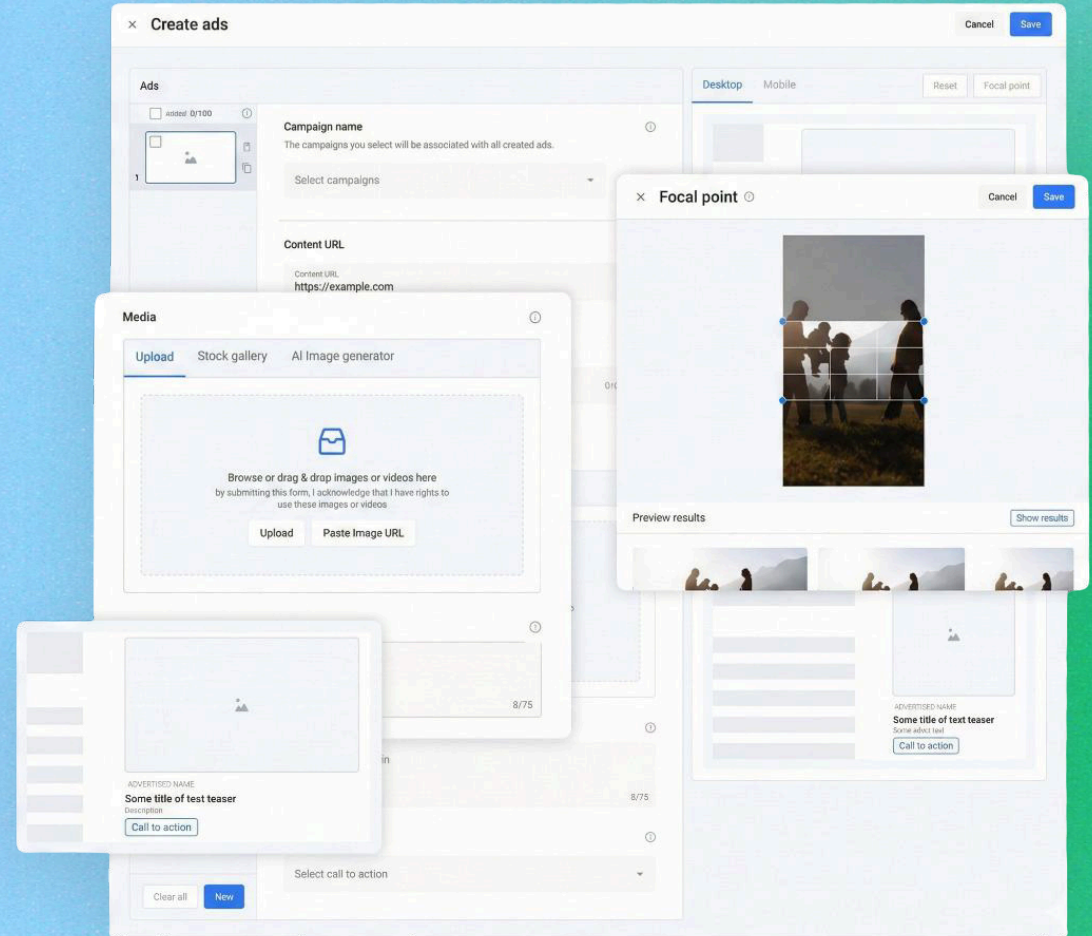 Create ads
Cancel
Save
Ads
Added 0/100
1
Campaign name
The campaigns you select will be associated with all created ads.
Select campaigns
Content URL
Content URL
https://example.com
Desktop
Mobile
Reset
Focal point
Focal point
Cancel
Save
Preview results
Show results
Media
Upload
Stock gallery
AI Image generator
Browse or drag & drap images or videos here
by submitting this form, I acknowledge that I have rights to
use these images or videos
Upload
Paste Image URL
8/75
ADVERTISED NAME
Some title of test teaser
Description
Call to action
in
8/75
Select call to action
Clear all
New
ADVERTISED NAME
Some title of text teaser
Call to action